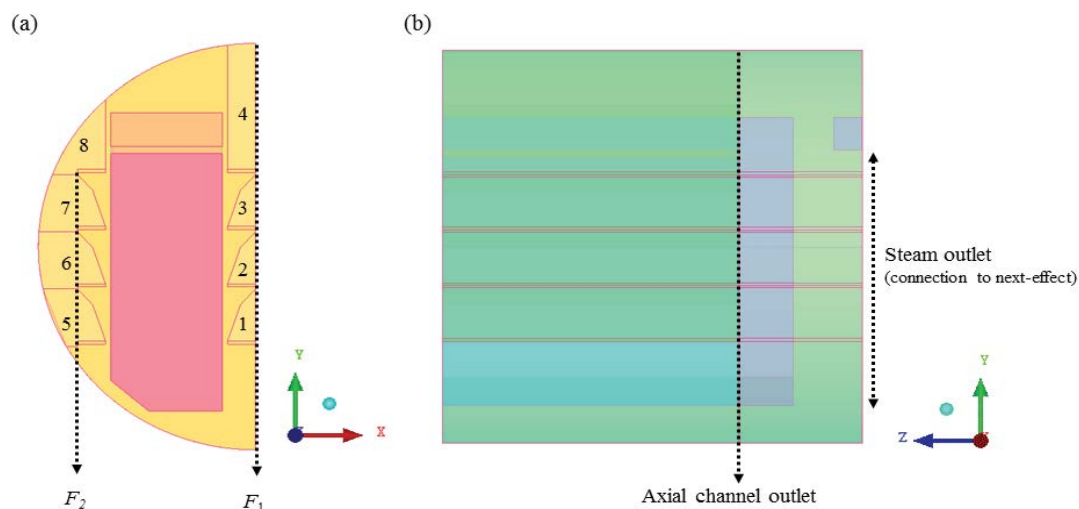 (a)
(b)
4
8
7
3
6
2
5
1
Y
X
F2
F1
Steam outlet
(connection to next-effect)
Y
Z
X
Axial channel outlet